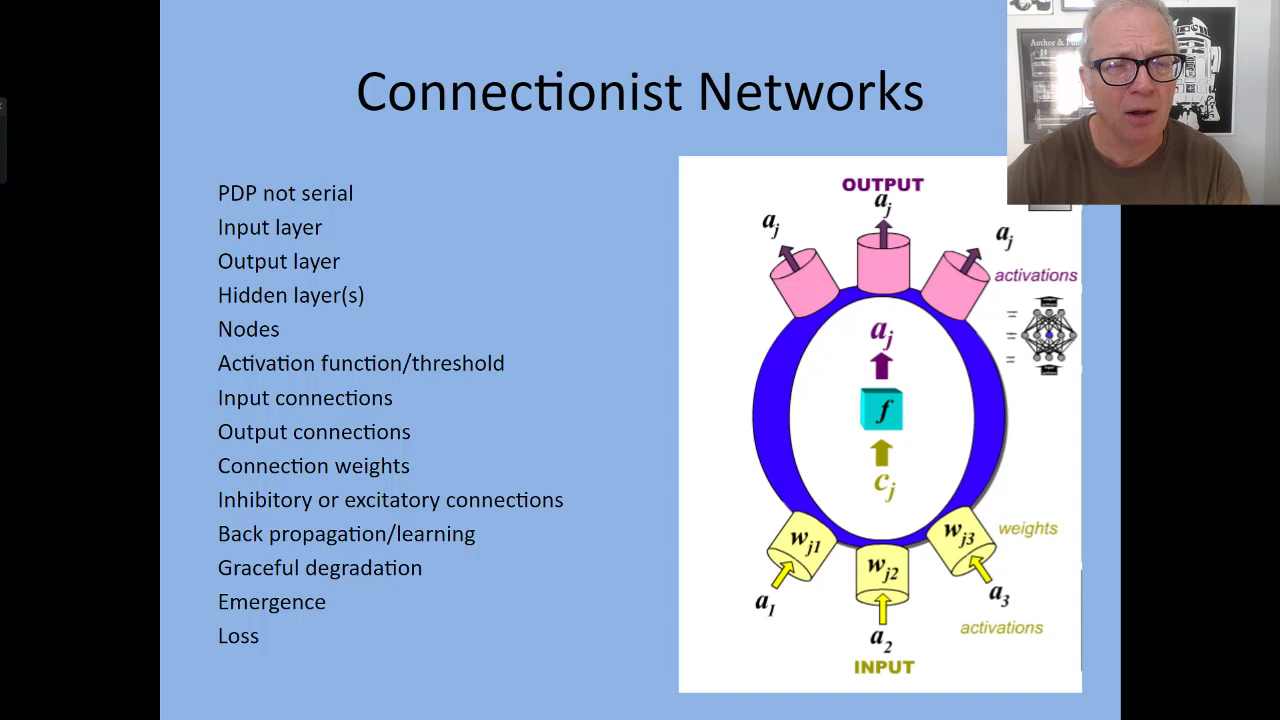 Connectionist Networks
Author &
PDP not serial
Input layer
Output layer
Hidden layer(s)
Nodes
Activation function/threshold
Input connections
Output connections
Connection weights
Inhibitory or excitatory connections
Back propagation/learning
Graceful degradation
Emergence
Loss
OUTPUT
aj
aj
aj
activations
=
=
=
aj
f
cj
wj1
wj2
wj3
weights
a1
a2
a3
activations
INPUT